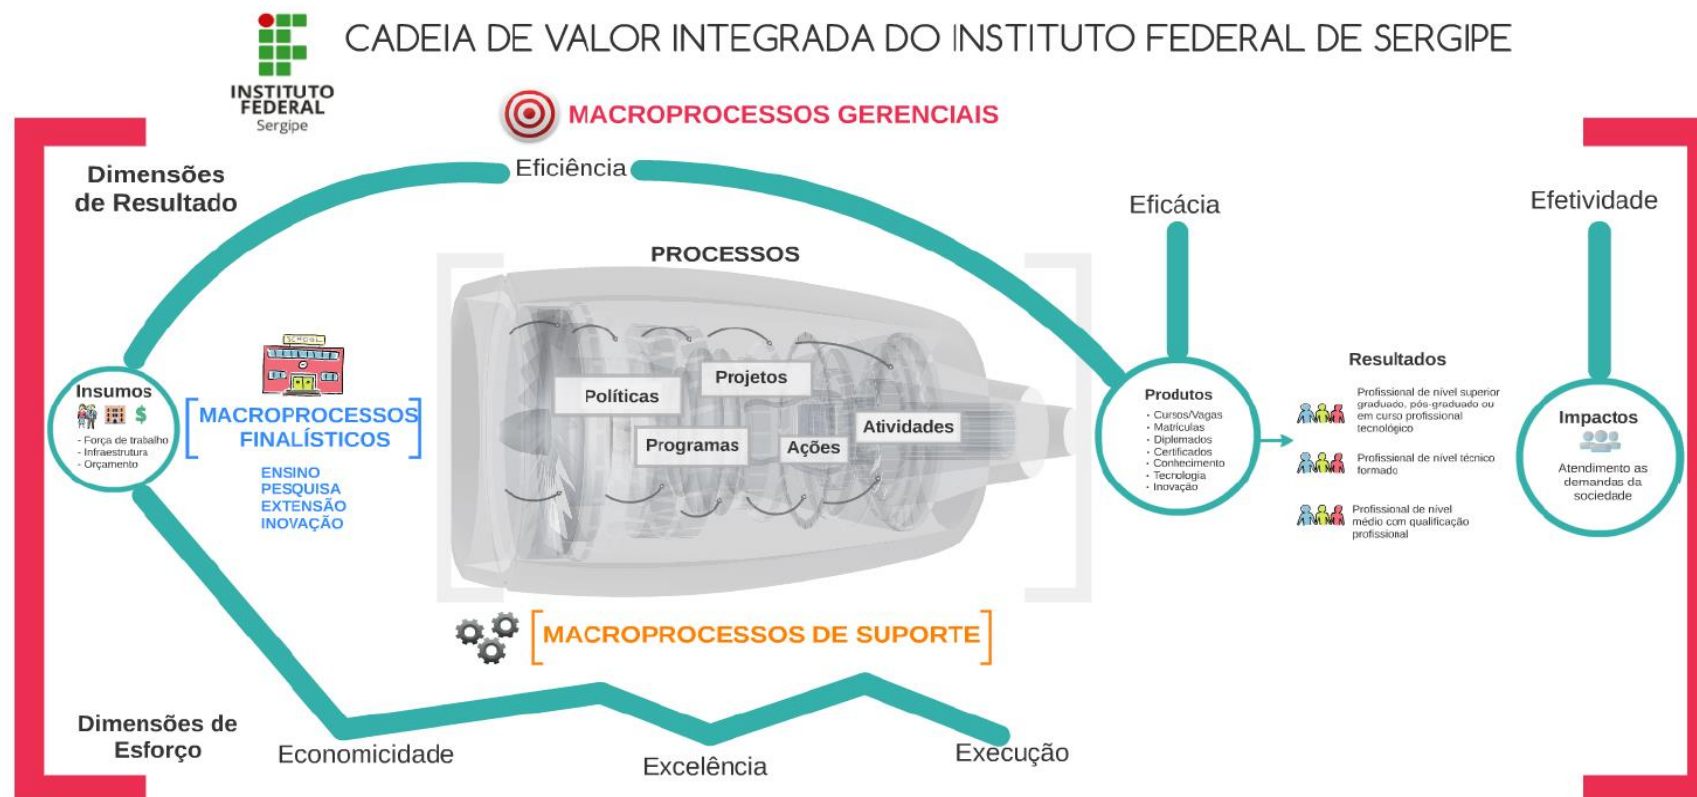 CADEIA DE VALOR INTEGRADA DO INSTITUTO FEDERAL DE SERGIPE
INSTITUTO
FEDERAL
Sergipe
MACROPROCESSOS GERENCIAIS
Dimensões
de Resultado
Eficiência
Eficácia
Efetividade
PROCESSOS
SCHOOL
Insumos
$
- Força de trabalho
- Infraestrutura
- Orçamento
MACROPROCESSOS
FINALÍSTICOS
ENSINO
PESQUISA
EXTENSÃO
INOVAÇÃO
Políticas
Projetos
Programas
Ações
Atividades
Produtos
• Cursos/Vagas
• Matrículas
• Diplomados
• Certificados
• Conhecimento
• Tecnologia
• Inovação
Resultados
Profissional de nível superior
graduado, pós-graduado ou
em curso profissional
tecnológico
Profissional de nível técnico
formado
Profissional de nível
médio com qualificação
profissional
Impactos
Atendimento as
demandas da
sociedade
MACROPROCESSOS DE SUPORTE
Dimensões de
Esforço
Economicidade
Excelência
Execução